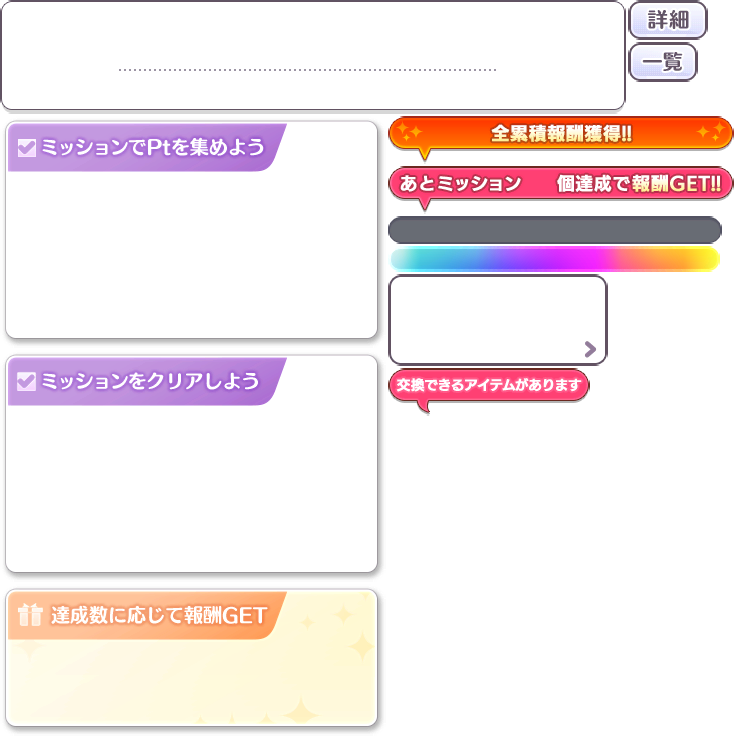 詳細
一覧
ミッションでPtを集めよう
全累積報酬獲得!!
あとミッション 個達成で報酬GET!!
ミッションをクリアしよう
交換できるアイテムがあります
達成数に応じて報酬GET